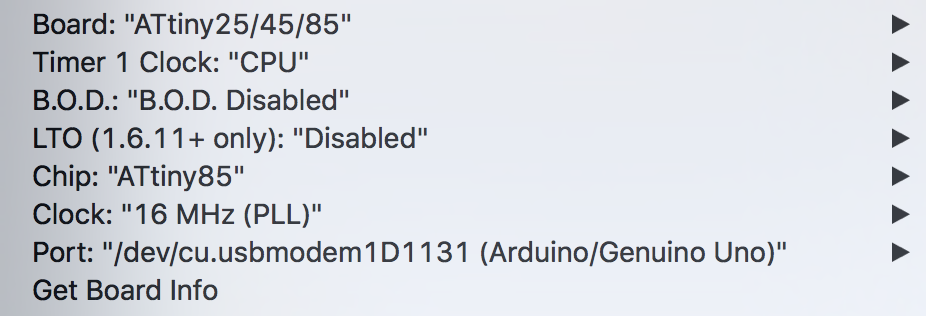 Board: "ATtiny25/45/85"
Timer 1 Clock: "CPU"
B.O.D.: "B.O.D. Disabled"
LTO (1.6.11+ only): "Disabled"
Chip: "ATtiny85"
Clock: "16 MHz (PLL)"
Port: "/dev/cu.usbmodem1D1131 (Arduino/Genuino Uno)"
Get Board Info